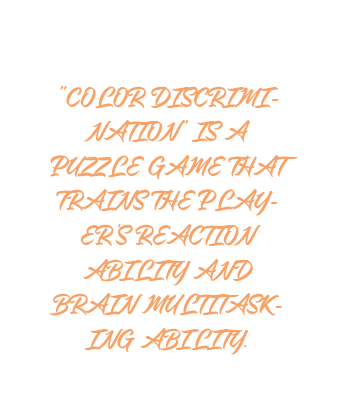 "COLOR DISCRIMI-
NATION" IS A
PUZZLE GAME THAT
TRAINS THE PLAY-
ER'S REACTION
ABILITY AND
BRAIN MULTITASK-
ING ABILITY.